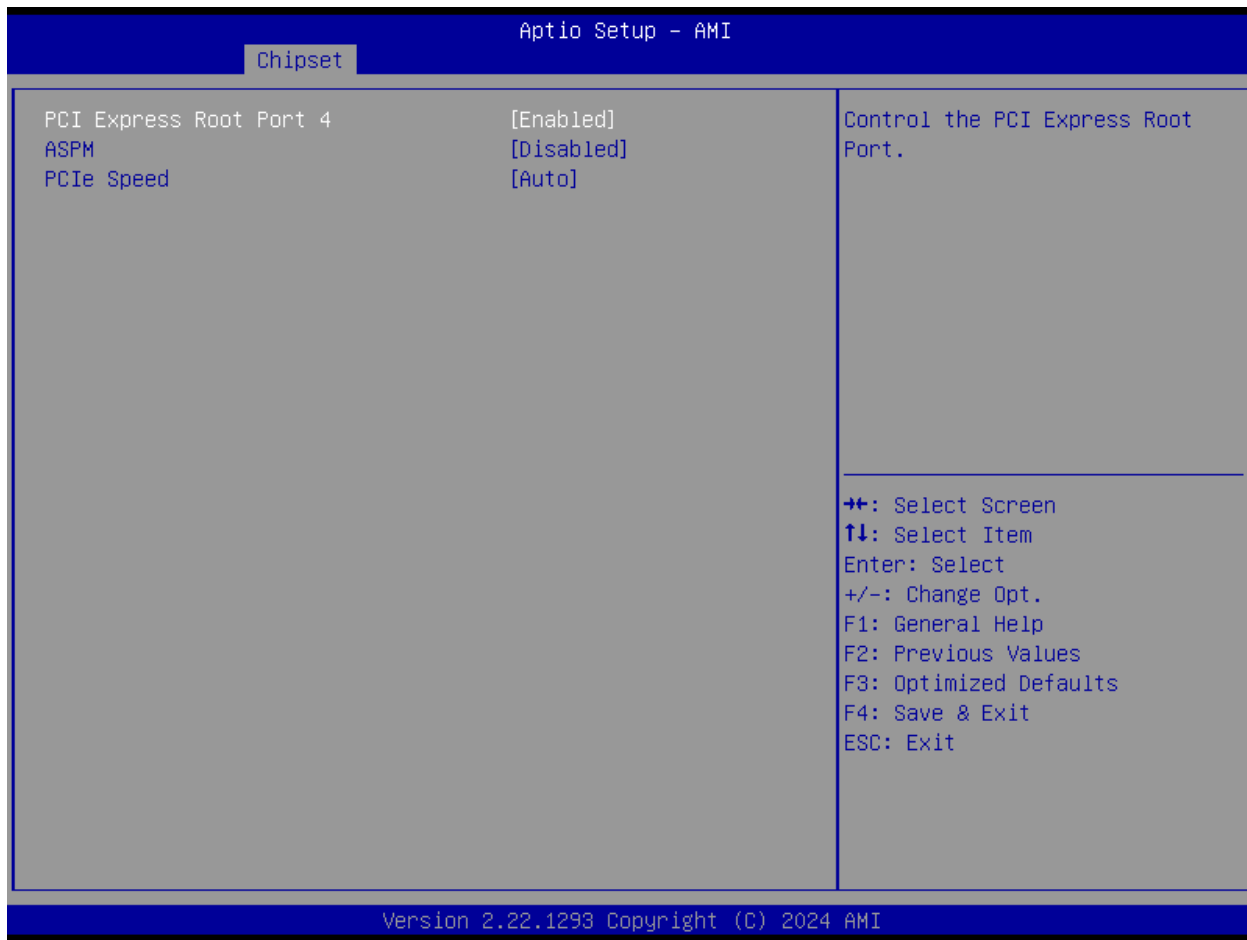 Aptio Setup - AMI
Chipset
PCI Express Root Port 4 [Enabled]
ASPM [Disabled]
PCIe Speed [Auto]
Control the PCI Express Root
Port.
→←: Select Screen
↑↓: Select Item
Enter: Select
+/-: Change Opt.
F1: General Help
F2: Previous Values
F3: Optimized Defaults
F4: Save & Exit
ESC: Exit
Version 2.22.1293 Copyright (C) 2024 AMI